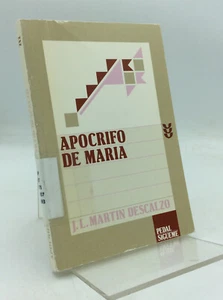 APOCRIFO
DE MARIA
J.L. MARTIN DESCALZO
PEDAL
SIGUEME